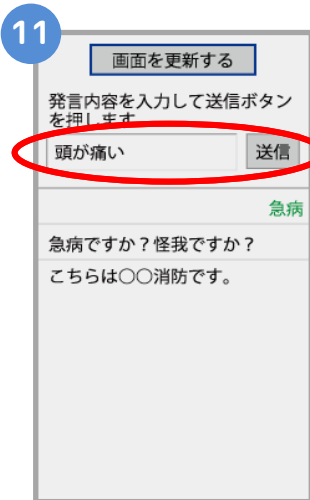 11
画面を更新する
発言内容を入力して送信ボタン
を押します
頭が痛い
送信
急病
急病ですか？怪我ですか？
こちらは〇〇消防です。